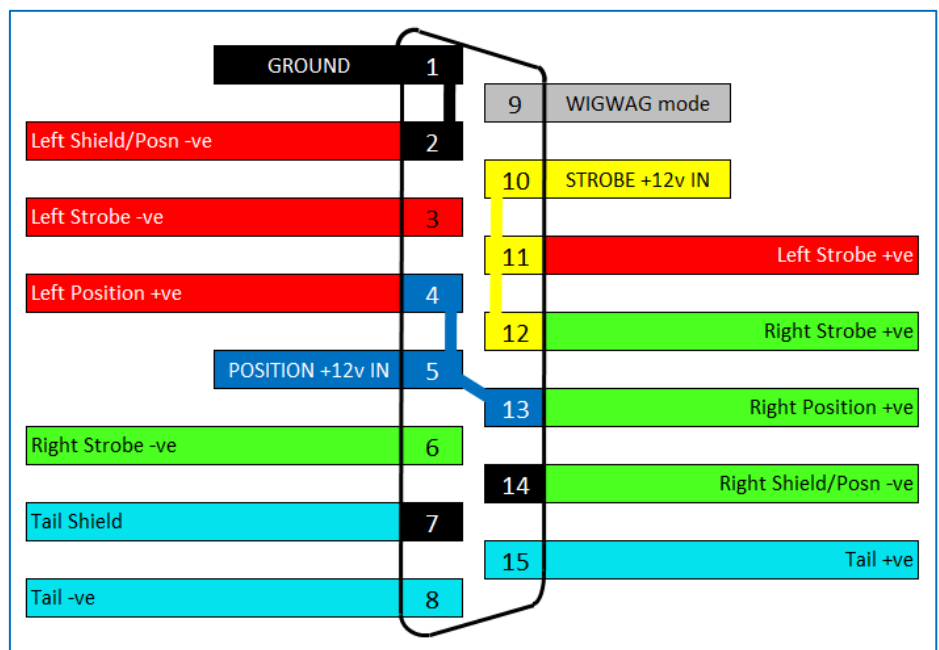 GROUND 1
9 WIGWAG mode
Left Shield/Posn -ve 2
10 STROBE +12v IN
Left Strobe -ve 3
11 Left Strobe +ve
Left Position +ve 4
12 Right Strobe +ve
POSITION +12v IN 5
13 Right Position +ve
Right Strobe -ve 6
14 Right Shield/Posn -ve
Tail Shield 7
15 Tail +ve
Tail -ve 8